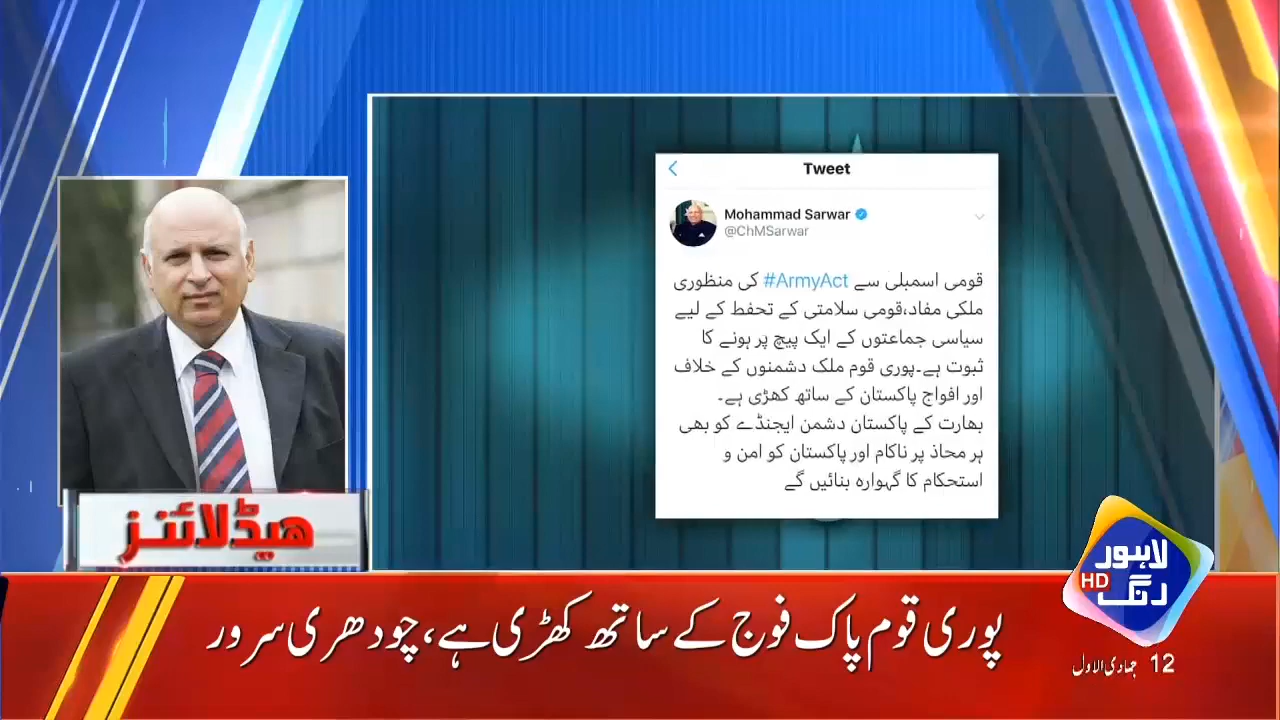 Tweet
Mohammad Sarwar
@ChMSarwar
قومی اسمبلی سے #ArmyAct کی منظوری
ملکی مفاد،قومی سلامتی کے تحفط کے لیے
سیاسی جماعتوں کے ایک پیچ پر ہونے کا
ثبوت ہے۔پوری قوم ملک دشمنوں کے خلاف
اور افواج پاکستان کے ساتھ کھڑی ہے۔
بھارت کے پاکستان دشمن ایجنڈے کو بھی
ہر محاذ پر ناکام اور پاکستان کو امن و
استحکام کا گہوارہ بنائیں گے
ھیڈلائنز
لاہور
رنگ HD
پوری قوم پاک فوج کے ساتھ کھڑی ہے، چودھری سرور
12 جمادی الاول